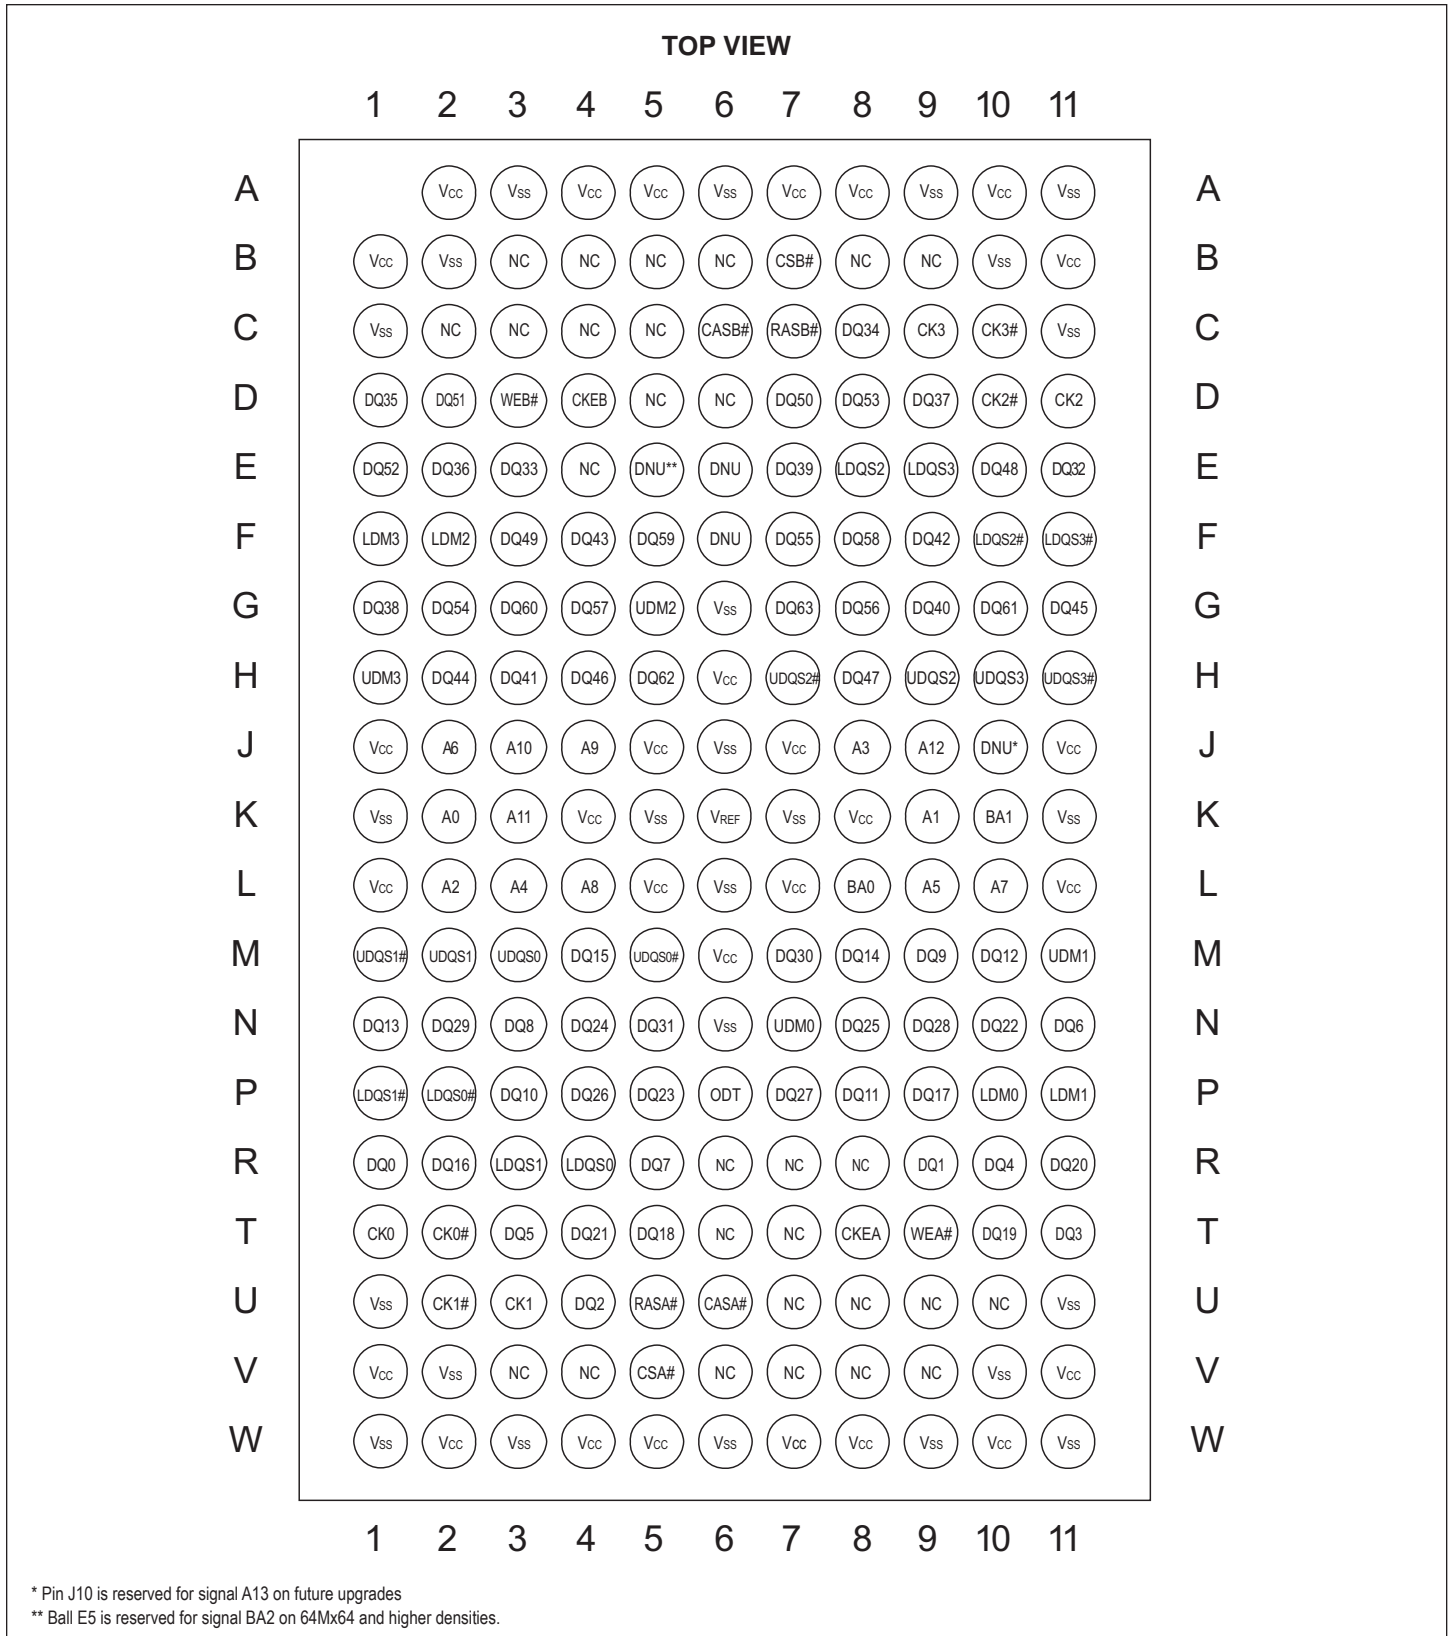 TOP VIEW
1 2 3 4 5 6 7 8 9 10 11
A Vcc Vss Vcc Vcc Vss Vcc Vcc Vss Vcc Vss A
B Vcc Vss NC NC NC NC CSB# NC NC Vss Vcc B
C Vss NC NC NC NC CASB# RASB# DQ34 CK3 CK3# Vss C
D DQ35 DQ51 WEB# CKEB NC NC DQ50 DQ53 DQ37 CK2# CK2 D
E DQ52 DQ36 DQ33 NC DNU** DNU DQ39 LDQS2 LDQS3 DQ48 DQ32 E
F LDM3 LDM2 DQ49 DQ43 DQ59 DNU DQ55 DQ58 DQ42 LDQS2# LDQS3# F
G DQ38 DQ54 DQ60 DQ57 UDM2 Vss DQ63 DQ56 DQ40 DQ61 DQ45 G
H UDM3 DQ44 DQ41 DQ46 DQ62 Vcc UDQS2# DQ47 UDQS2 UDQS3 UDQS3# H
J Vcc A6 A10 A9 Vcc Vss Vcc A3 A12 DNU* Vcc J
K Vss A0 A11 Vcc Vss VREF Vss Vcc A1 BA1 Vss K
L Vcc A2 A4 A8 Vcc Vss Vcc BA0 A5 A7 Vcc L
M UDQS1# UDQS1 UDQS0 DQ15 UDQS0# Vcc DQ30 DQ14 DQ9 DQ12 UDM1 M
N DQ13 DQ29 DQ8 DQ24 DQ31 Vss UDM0 DQ25 DQ28 DQ22 DQ6 N
P LDQS1# LDQS0# DQ10 DQ26 DQ23 ODT DQ27 DQ11 DQ17 LDM0 LDM1 P
R DQ0 DQ16 LDQS1 LDQS0 DQ7 NC NC NC DQ1 DQ4 DQ20 R
T CK0 CK0# DQ5 DQ21 DQ18 NC NC CKEA WEA# DQ19 DQ3 T
U Vss CK1# CK1 DQ2 RASA# CASA# NC NC NC NC Vss U
V Vcc Vss NC NC CSA# NC NC NC NC Vss Vcc V
W Vss Vcc Vss Vcc Vcc Vss Vcc Vcc Vss Vcc Vss W
1 2 3 4 5 6 7 8 9 10 11
* Pin J10 is reserved for signal A13 on future upgrades
** Ball E5 is reserved for signal BA2 on 64Mx64 and higher densities.